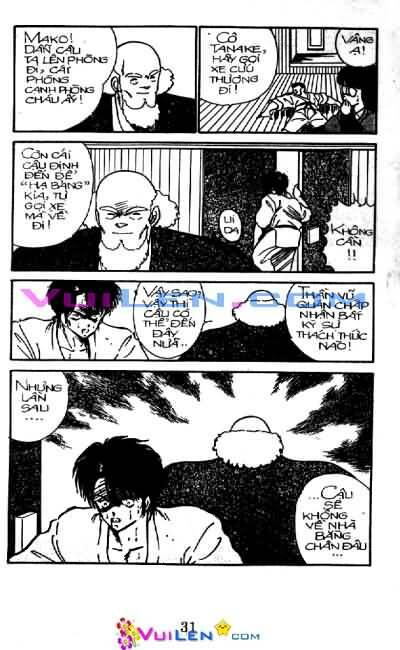 MAKO!
DẪN CẬU
TA LÊN PHÒNG
ĐI, CÁI
PHÒNG
CẠNH PHÒNG
CHÁU ẤY!
CÔ
TANAKE,
HÃY GỌI
XE CỨU
THƯƠNG
ĐI!
VÂNG
Ạ!
CÒN CÁI
CẬU ĐỊNH
ĐẾN ĐỂ
"HẠ BẢNG"
KIA, TỰ
GỌI XE
MÀ VỀ
ĐI!
UI
DA
KHÔNG
CẦN!!
VẬY SAO,
VẬY THÌ
CẬU CÓ
THỂ ĐẾN
ĐÂY
NỮA...
THẦN VŨ
QUÁN CHẤP
NHẬN BẤT
KỲ SỰ
THÁCH THỨC
NÀO!
VUILEN.COM
NHƯNG
LẦN
SAU
....
...CẬU
SẼ
KHÔNG
VỀ NHÀ
BẰNG
CHÂN ĐÂU
...
31
VUILEN.COM